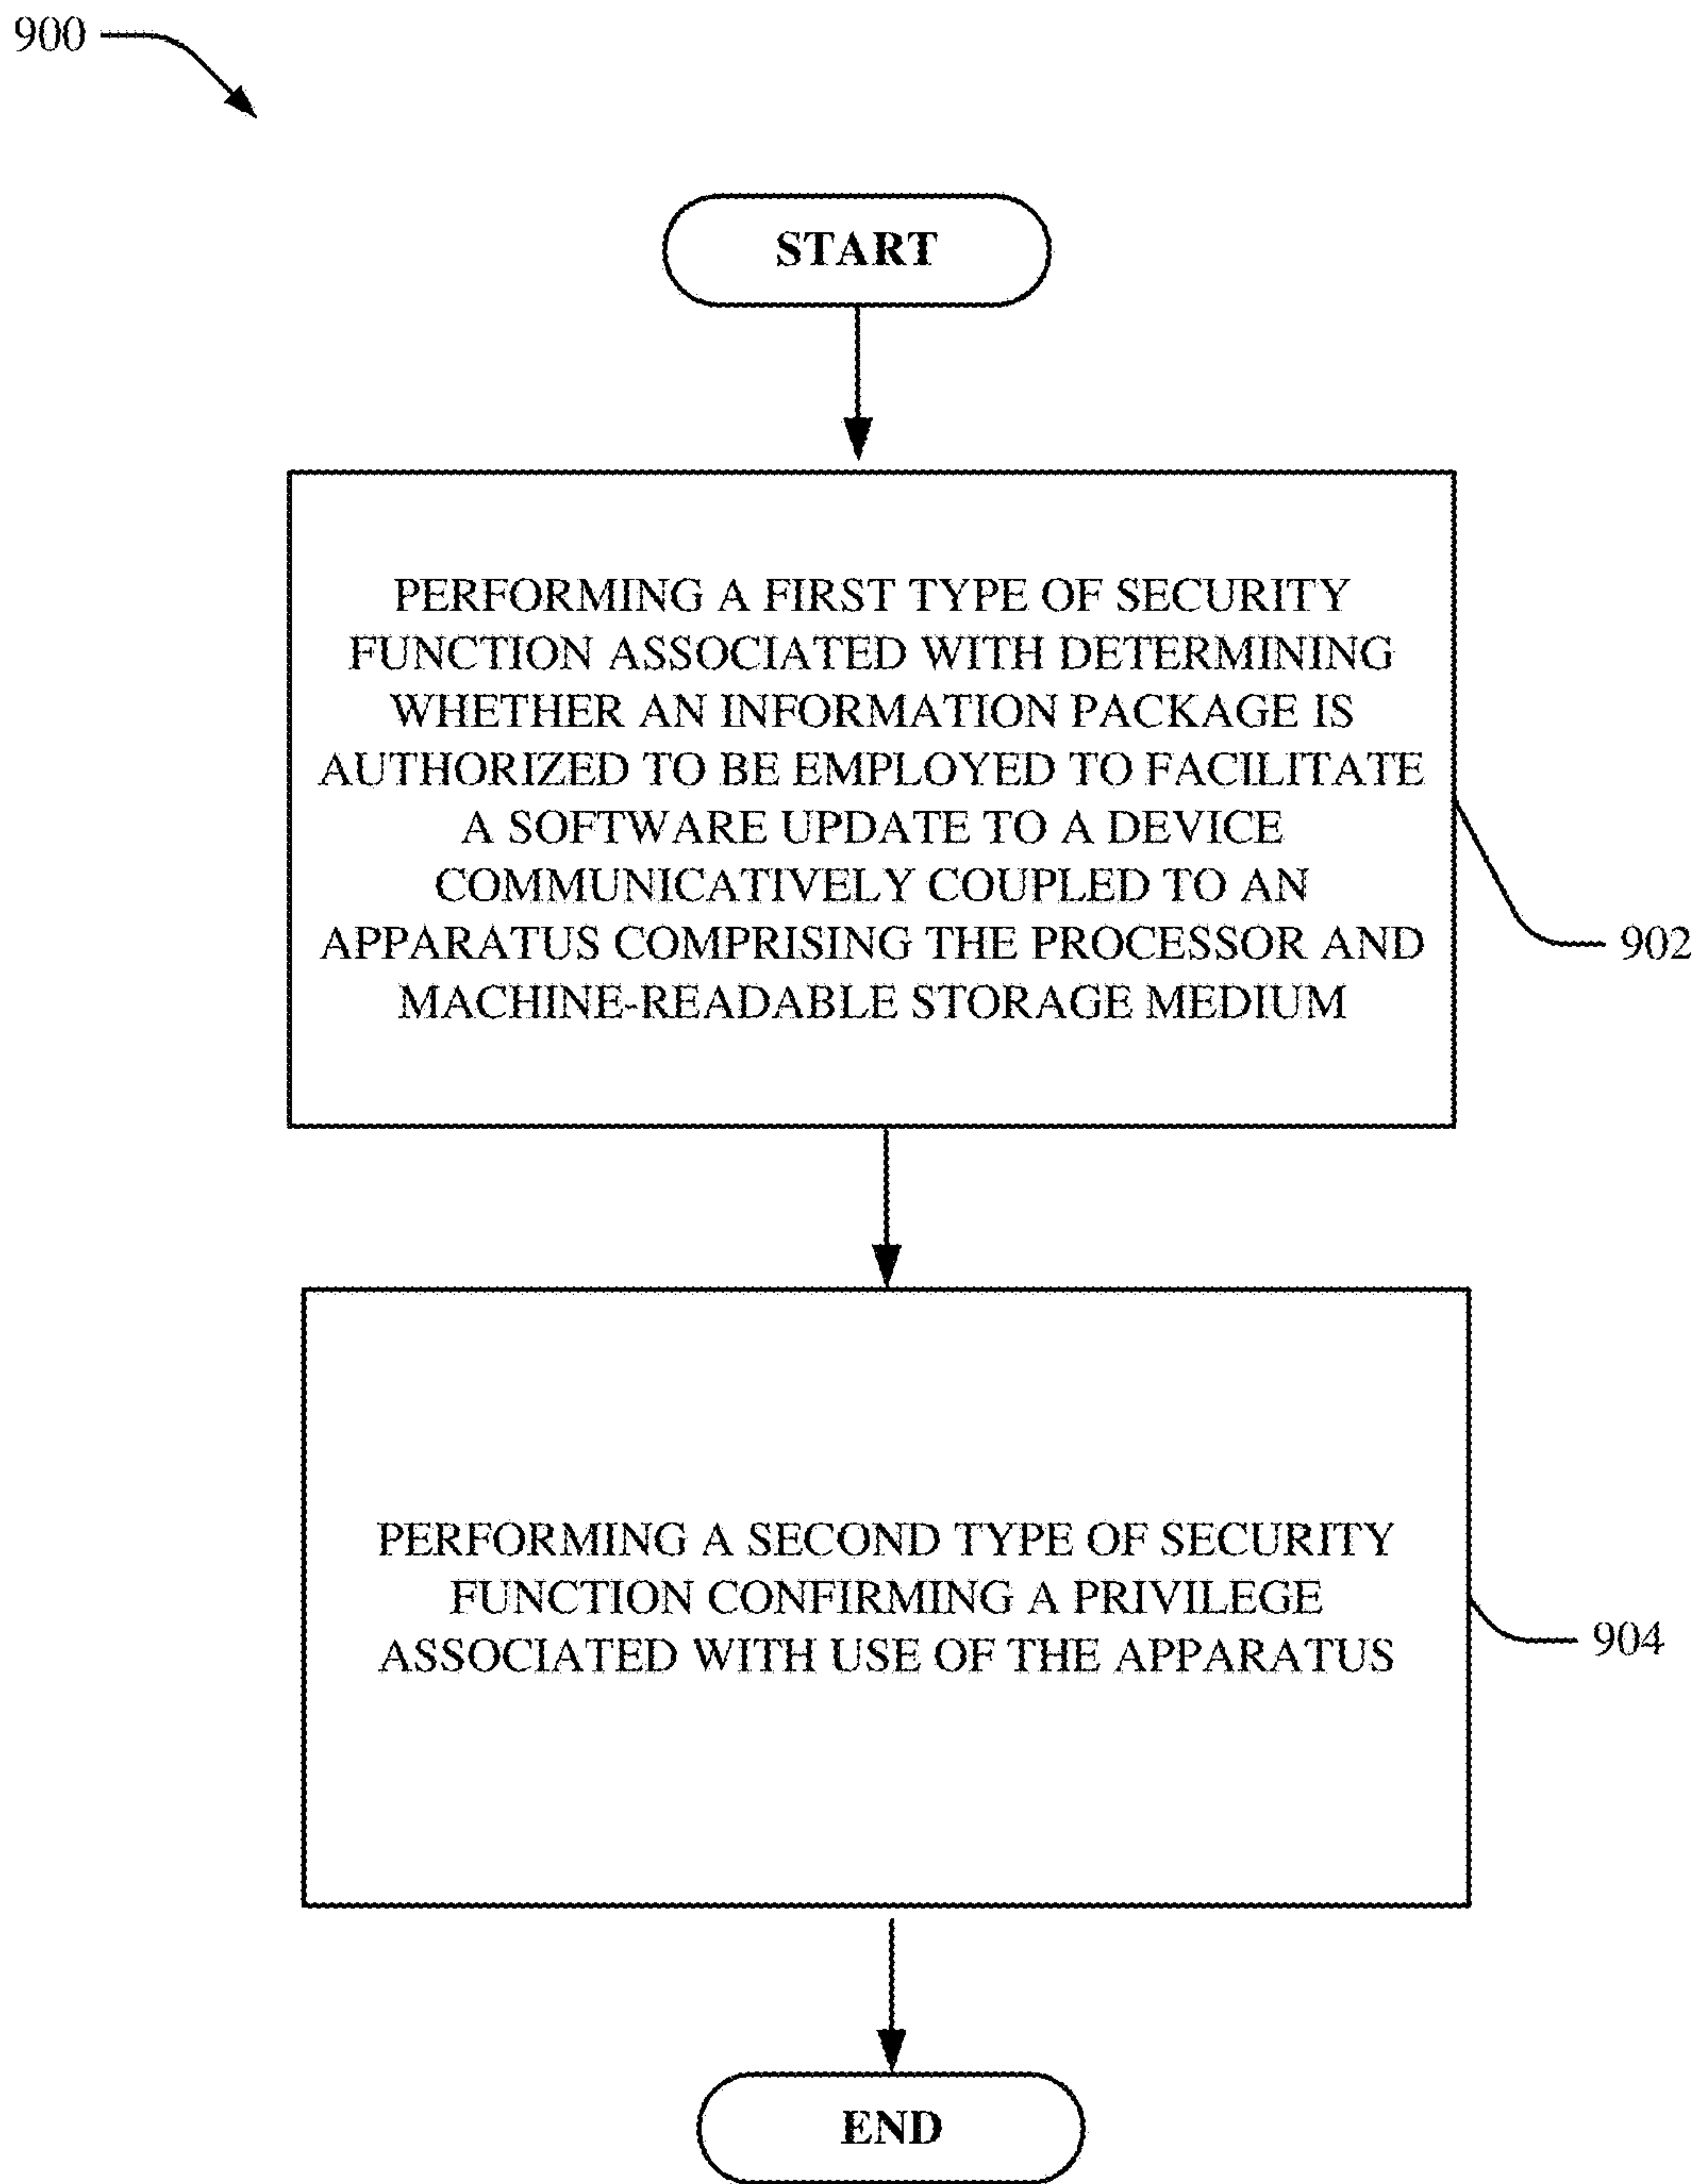 900
START
PERFORMING A FIRST TYPE OF SECURITY
FUNCTION ASSOCIATED WITH DETERMINING
WHETHER AN INFORMATION PACKAGE IS
AUTHORIZED TO BE EMPLOYED TO FACILITATE
A SOFTWARE UPDATE TO A DEVICE
COMMUNICATIVELY COUPLED TO AN
APPARATUS COMPRISING THE PROCESSOR AND
MACHINE-READABLE STORAGE MEDIUM
902
PERFORMING A SECOND TYPE OF SECURITY
FUNCTION CONFIRMING A PRIVILEGE
ASSOCIATED WITH USE OF THE APPARATUS
904
END